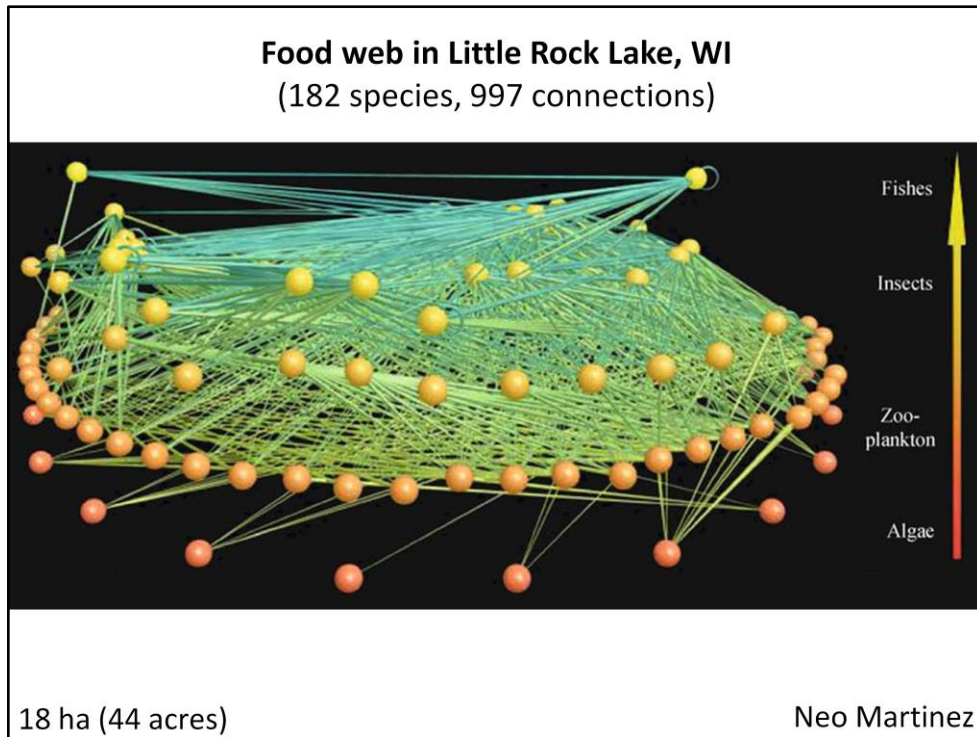 Food web in Little Rock Lake, WI
(182 species, 997 connections)
Fishes
Insects
Zoo-
plankton
Algae
18 ha (44 acres)
Neo Martinez